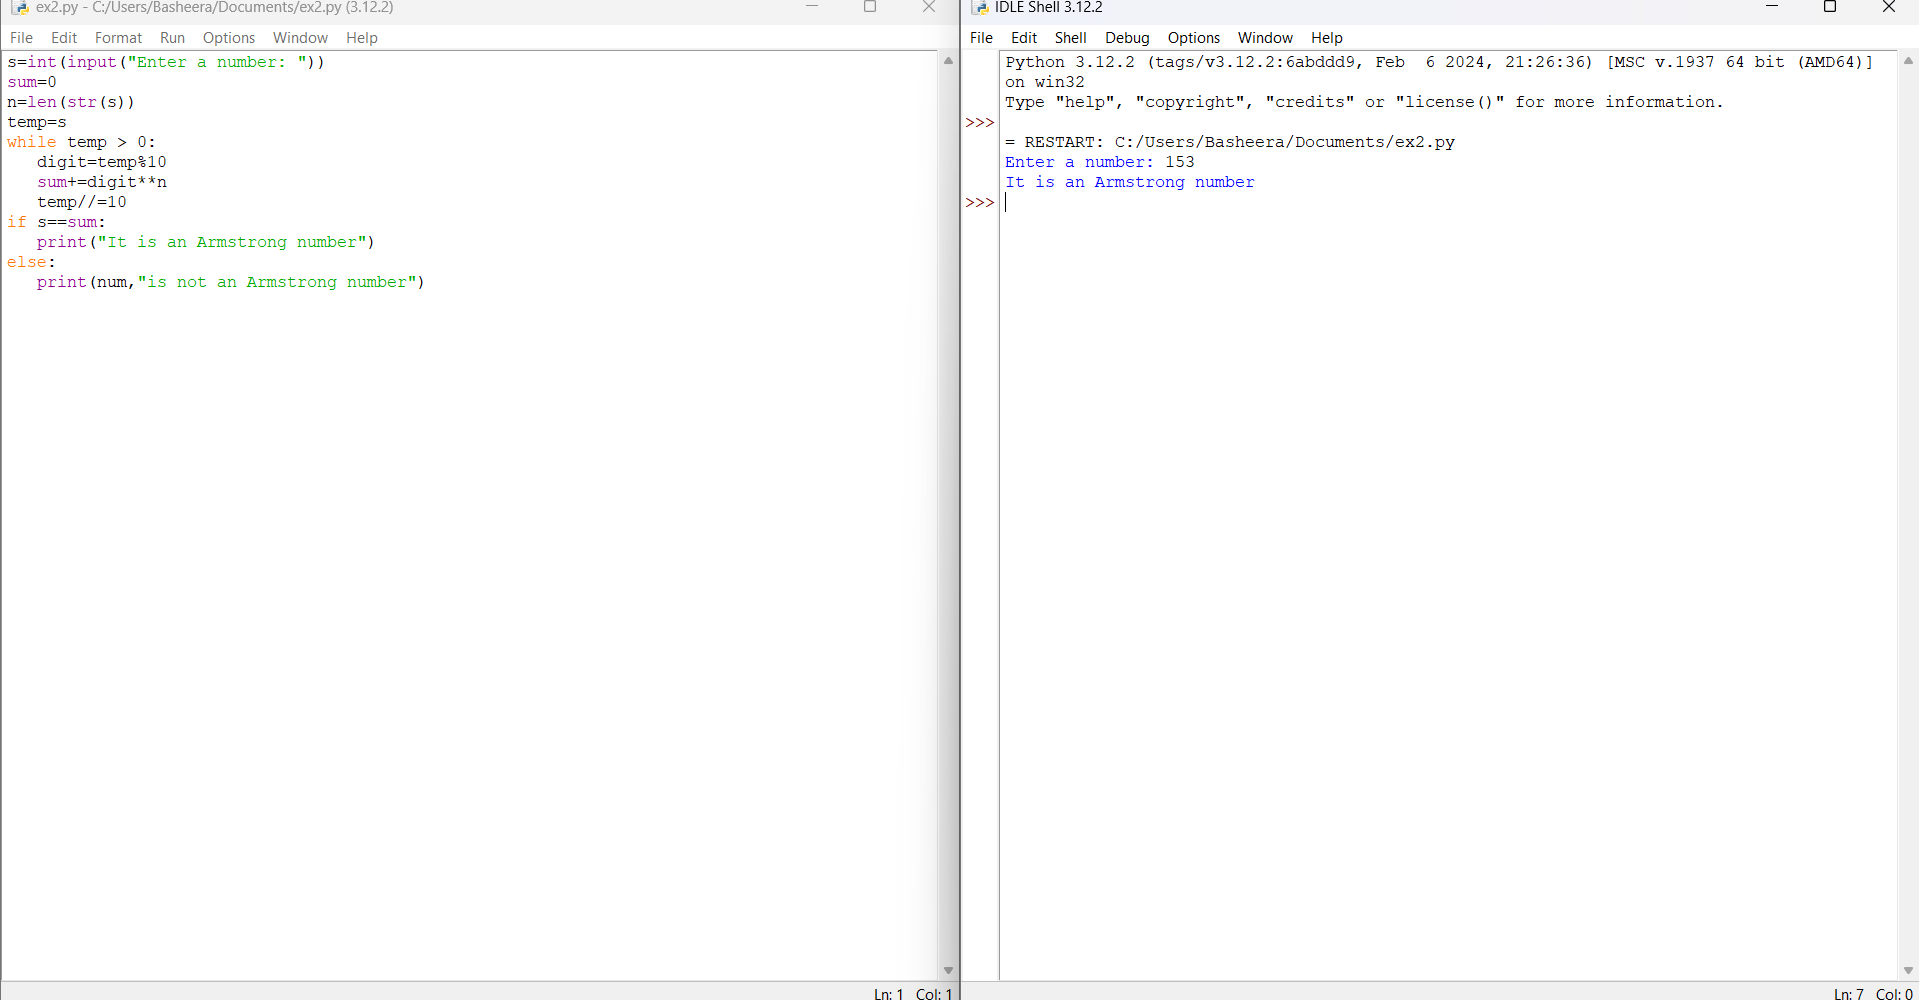 ex2.py - C:/Users/Basheera/Documents/ex2.py (3.12.2)
File Edit Format Run Options Window Help
s=int(input("Enter a number: "))
sum=0
n=len(str(s))
temp=s
while temp > 0:
   digit=temp%10
   sum+=digit**n
   temp//=10
if s==sum:
   print("It is an Armstrong number")
else:
   print(num,"is not an Armstrong number")
Ln: 1 Col: 1
IDLE Shell 3.12.2
File Edit Shell Debug Options Window Help
Python 3.12.2 (tags/v3.12.2:6abddd9, Feb  6 2024, 21:26:36) [MSC v.1937 64 bit (AMD64)]
on win32
Type "help", "copyright", "credits" or "license()" for more information.
>>>
= RESTART: C:/Users/Basheera/Documents/ex2.py
Enter a number: 153
It is an Armstrong number
>>>
Ln: 7 Col: 0